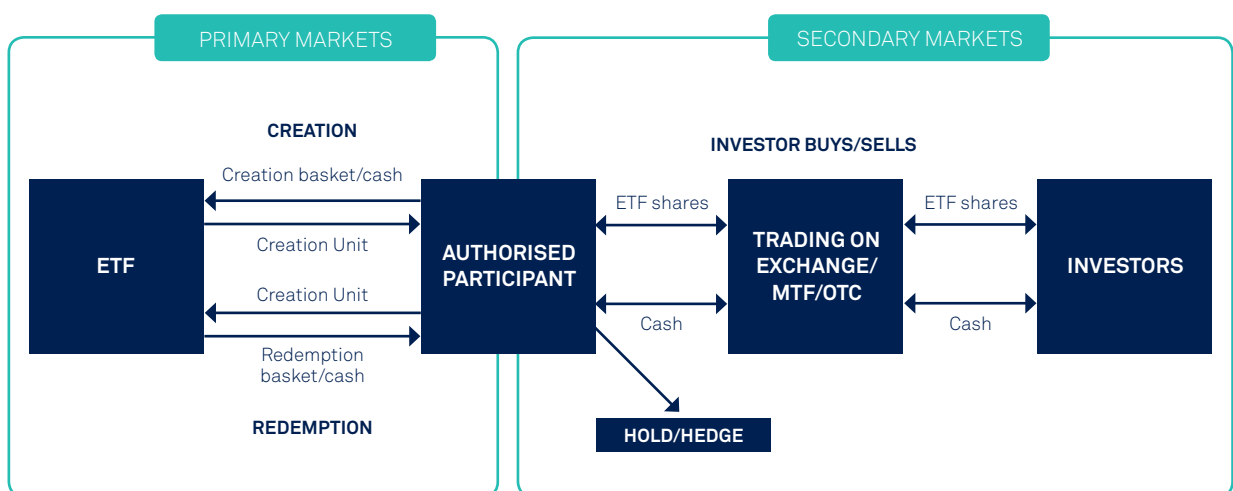 PRIMARY MARKETS
SECONDARY MARKETS
CREATION
Creation basket/cash
Creation Unit
ETF
AUTHORISED
PARTICIPANT
Creation Unit
Redemption
basket/cash
REDEMPTION
INVESTOR BUYS/SELLS
ETF shares
Cash
TRADING ON
EXCHANGE/
MTF/OTC
ETF shares
Cash
INVESTORS
HOLD/HEDGE